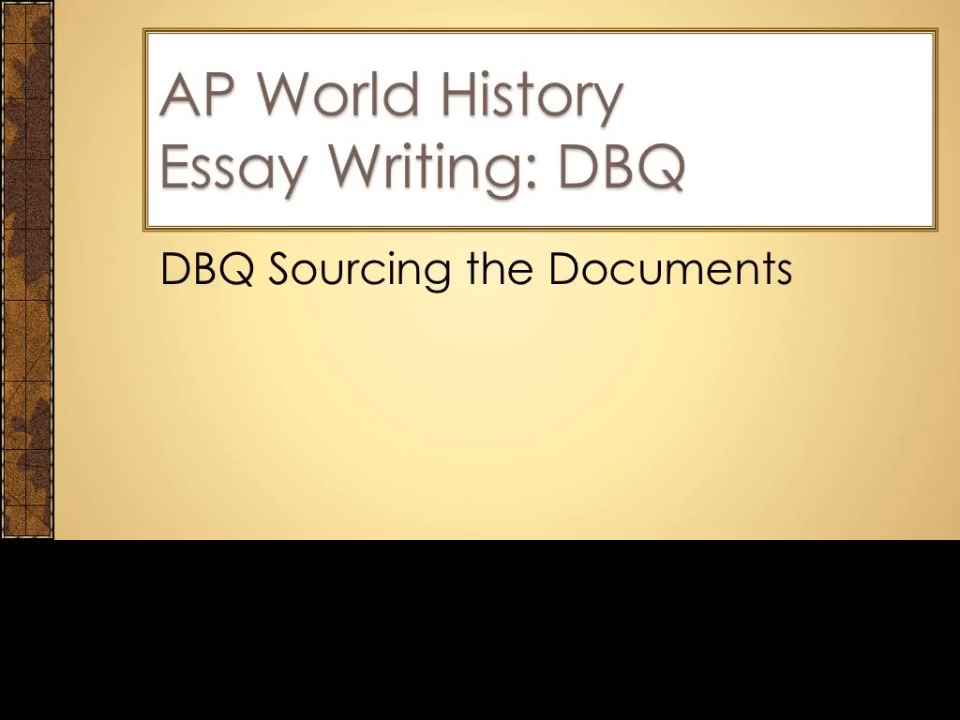 AP World History
Essay Writing: DBQ
DBQ Sourcing the Documents